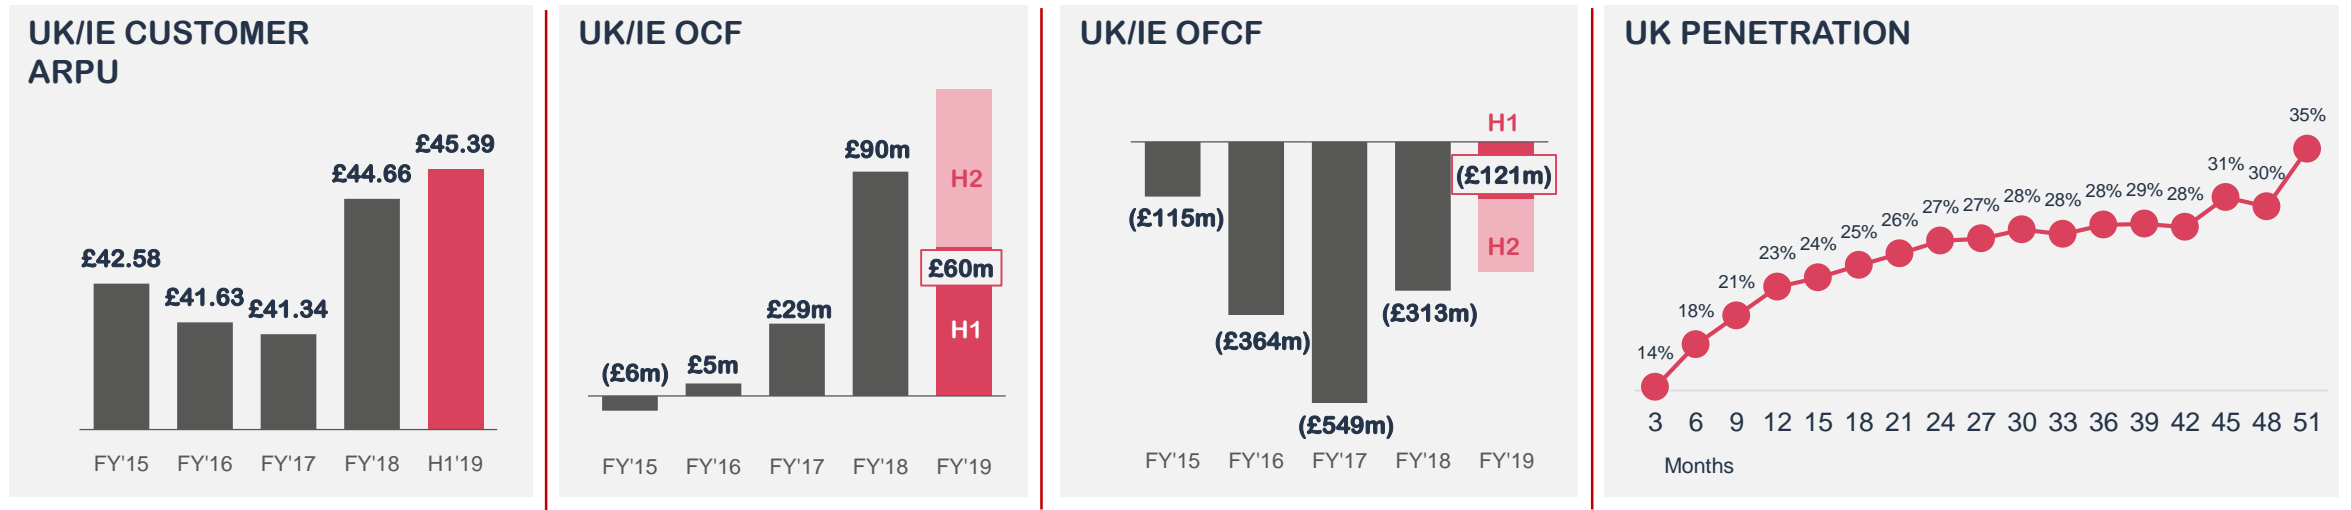 UK/IE CUSTOMER
ARPU
£42.58
£41.63
£41.34
£44.66
£45.39
FY'15 FY'16 FY'17 FY'18 H1'19
UK/IE OCF
(£6m)
£5m
£29m
£90m
H2
£60m
H1
FY'15 FY'16 FY'17 FY'18 FY'19
UK/IE OFCF
H1
(£115m)
(£364m)
(£549m)
(£313m)
(£121m)
H2
FY'15 FY'16 FY'17 FY'18 FY'19
UK PENETRATION
14% 18% 21% 23% 24% 25% 26% 27% 27% 28% 28% 28% 29% 28% 31% 30% 35%
3 6 9 12 15 18 21 24 27 30 33 36 39 42 45 48 51
Months